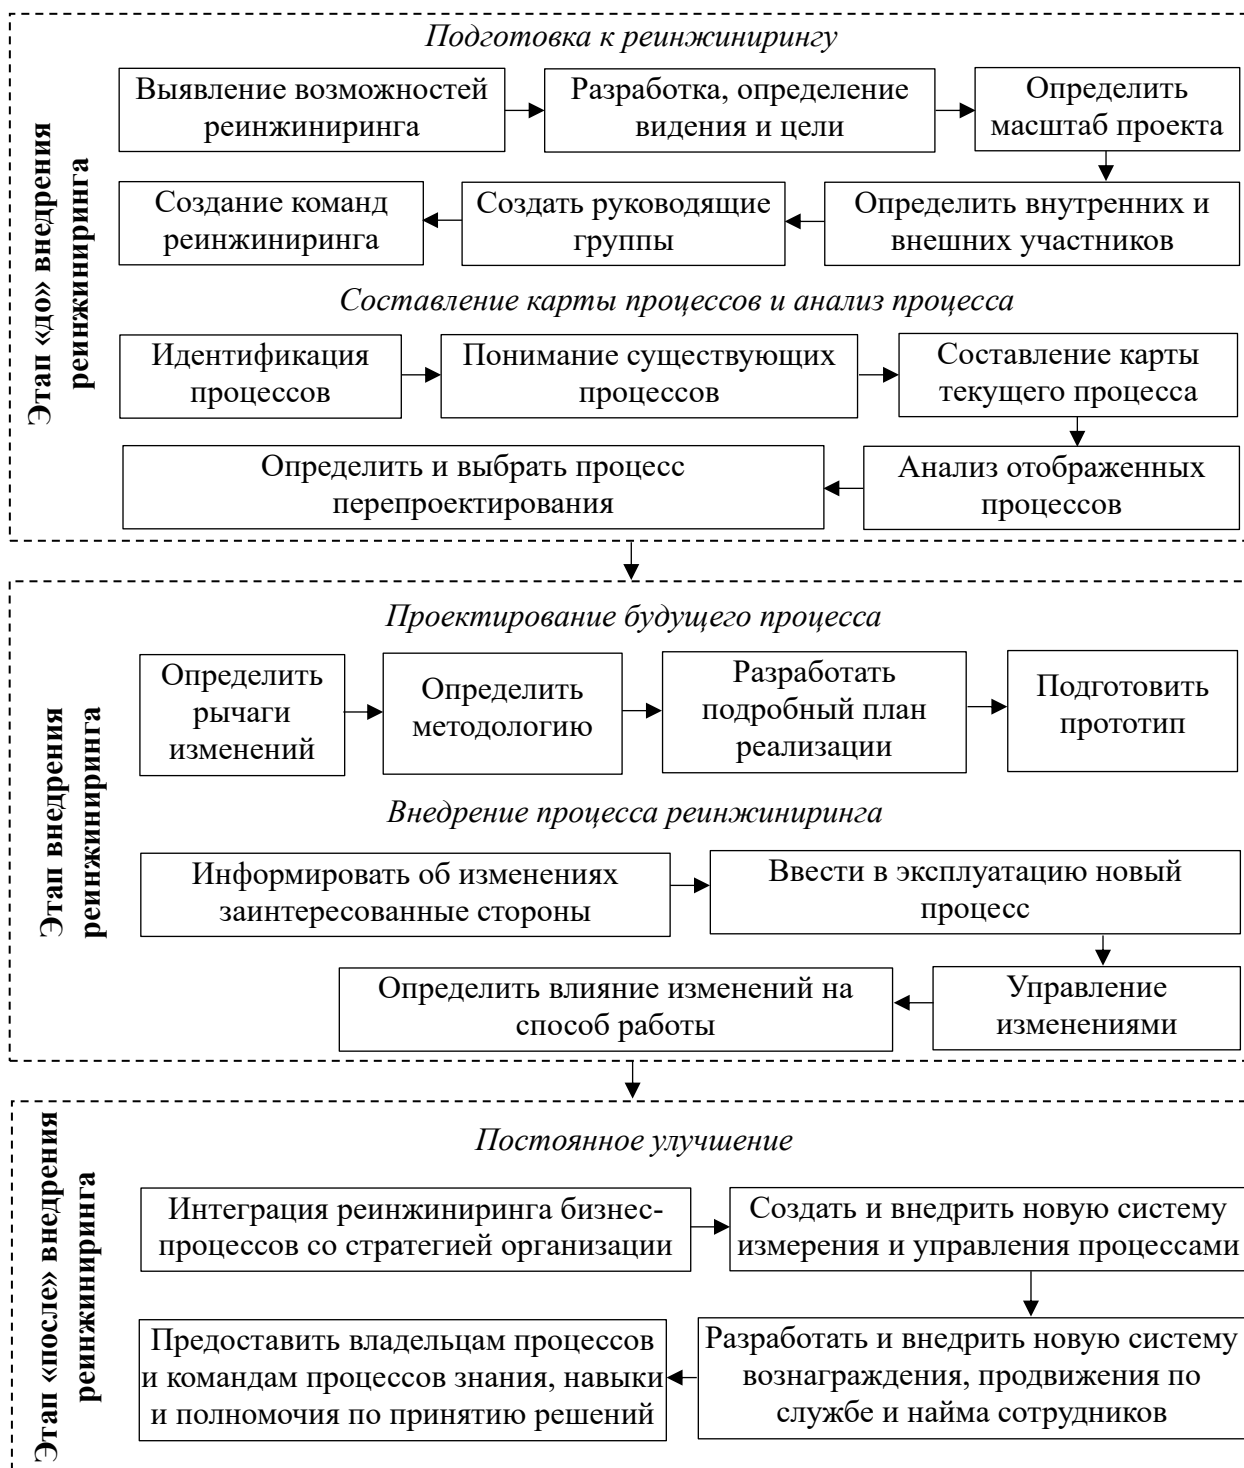 Этап «до» внедрения
реинжиниринга
Подготовка к реинжинирингу
Выявление возможностей
реинжиниринга
Разработка, определение
видения и цели
Определить
масштаб проекта
Определить внутренних и
внешних участников
Создать руководящие
группы
Создание команд
реинжиниринга
Составление карты процессов и анализ процесса
Идентификация
процессов
Понимание существующих
процессов
Составление карты
текущего процесса
Анализ отображенных
процессов
Определить и выбрать процесс
перепроектирования
Этап внедрения
реинжиниринга
Проектирование будущего процесса
Определить
рычаги
изменений
Определить
методологию
Разработать
подробный план
реализации
Подготовить
прототип
Внедрение процесса реинжиниринга
Информировать об изменениях
заинтересованные стороны
Ввести в эксплуатацию новый
процесс
Управление
изменениями
Определить влияние изменений на
способ работы
Этап «после» внедрения
реинжиниринга
Постоянное улучшение
Интеграция реинжиниринга бизнес-
процессов со стратегией организации
Создать и внедрить новую систему
измерения и управления процессами
Разработать и внедрить новую систему
вознаграждения, продвижения по
службе и найма сотрудников
Предоставить владельцам процессов
и командам процессов знания, навыки
и полномочия по принятию решений